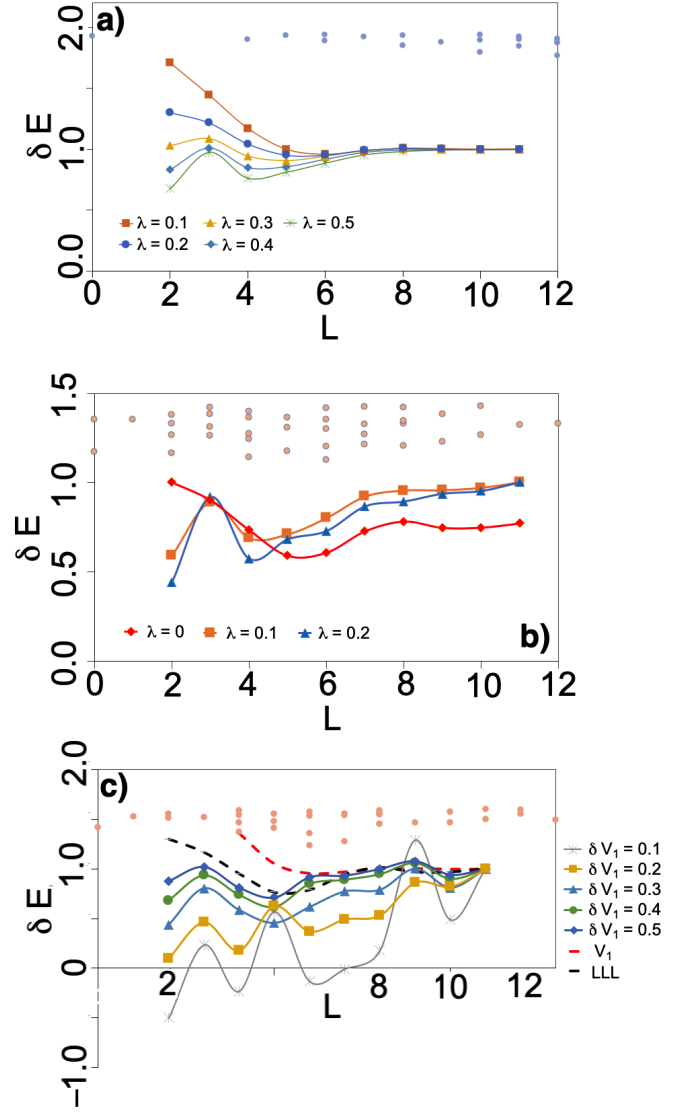 a)
2.0
1.0
0.0
δ E
λ = 0.1 λ = 0.3 λ = 0.5
λ = 0.2 λ = 0.4
0 2 4 6 8 10 12
L
1.5
1.0
0.5
0.0
δ E
λ = 0 λ = 0.1 λ = 0.2
b)
0 2 4 6 8 10 12
L
c)
2.0
1.0
0
−1.0
δ E
2 8 10 12
L
δ V₁ = 0.1
δ V₁ = 0.2
δ V₁ = 0.3
δ V₁ = 0.4
δ V₁ = 0.5
V₁
LLL